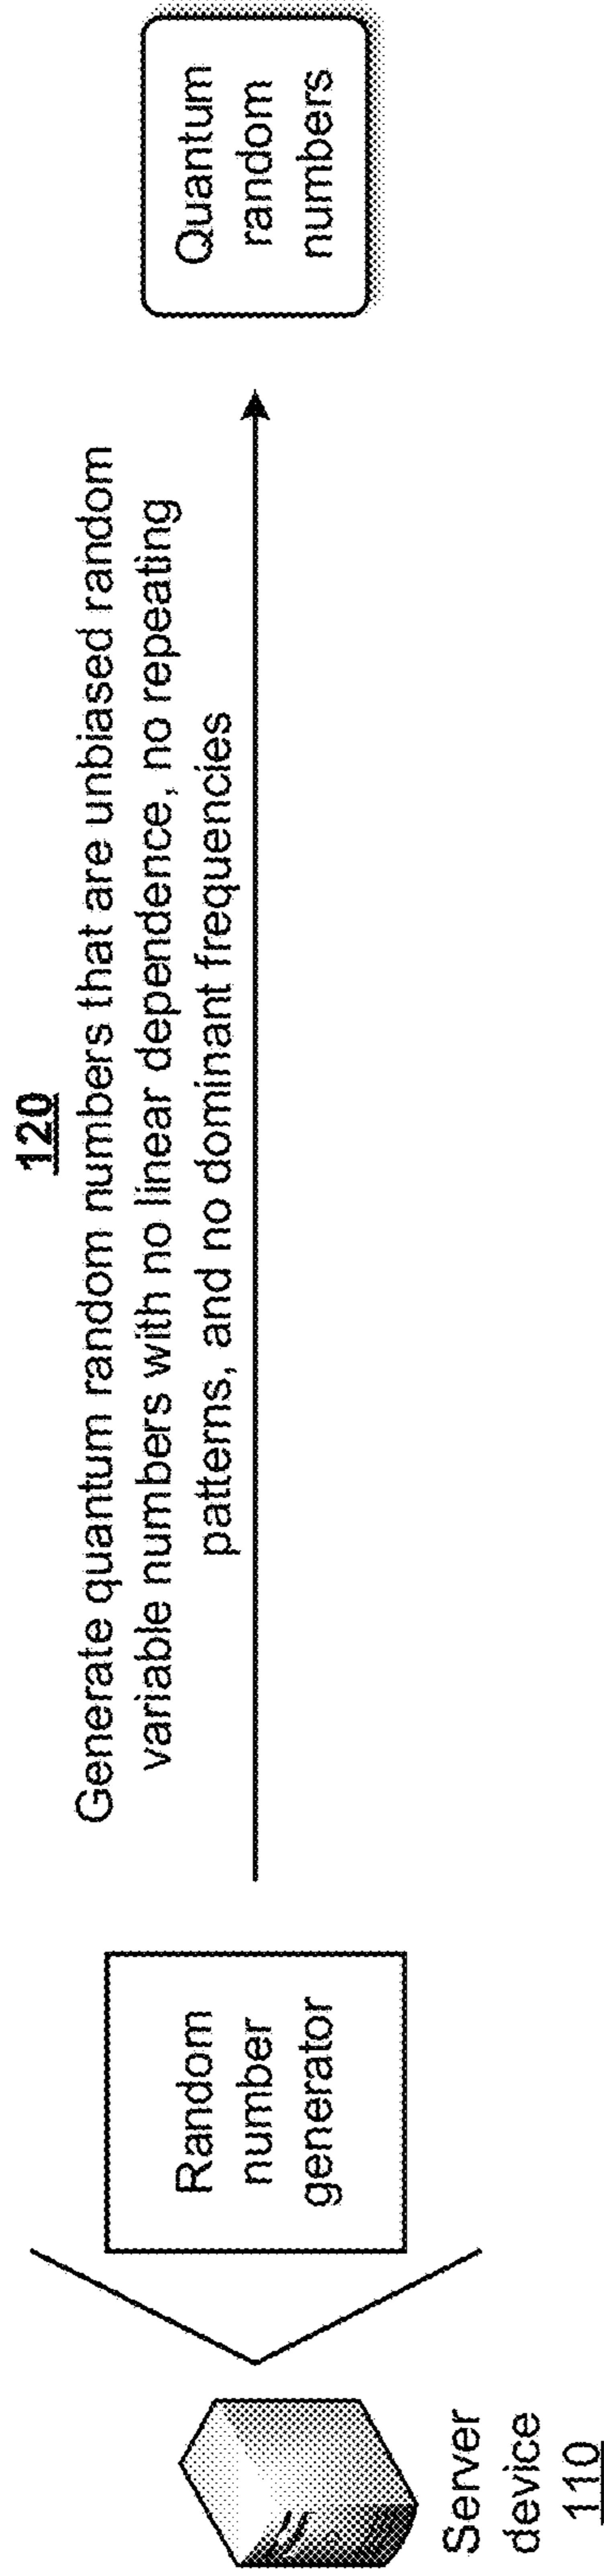 120
Generate quantum random numbers that are unbiased random
variable numbers with no linear dependence, no repeating
patterns, and no dominant frequencies
Random
number
generator
Quantum
random
numbers
Server
device
110